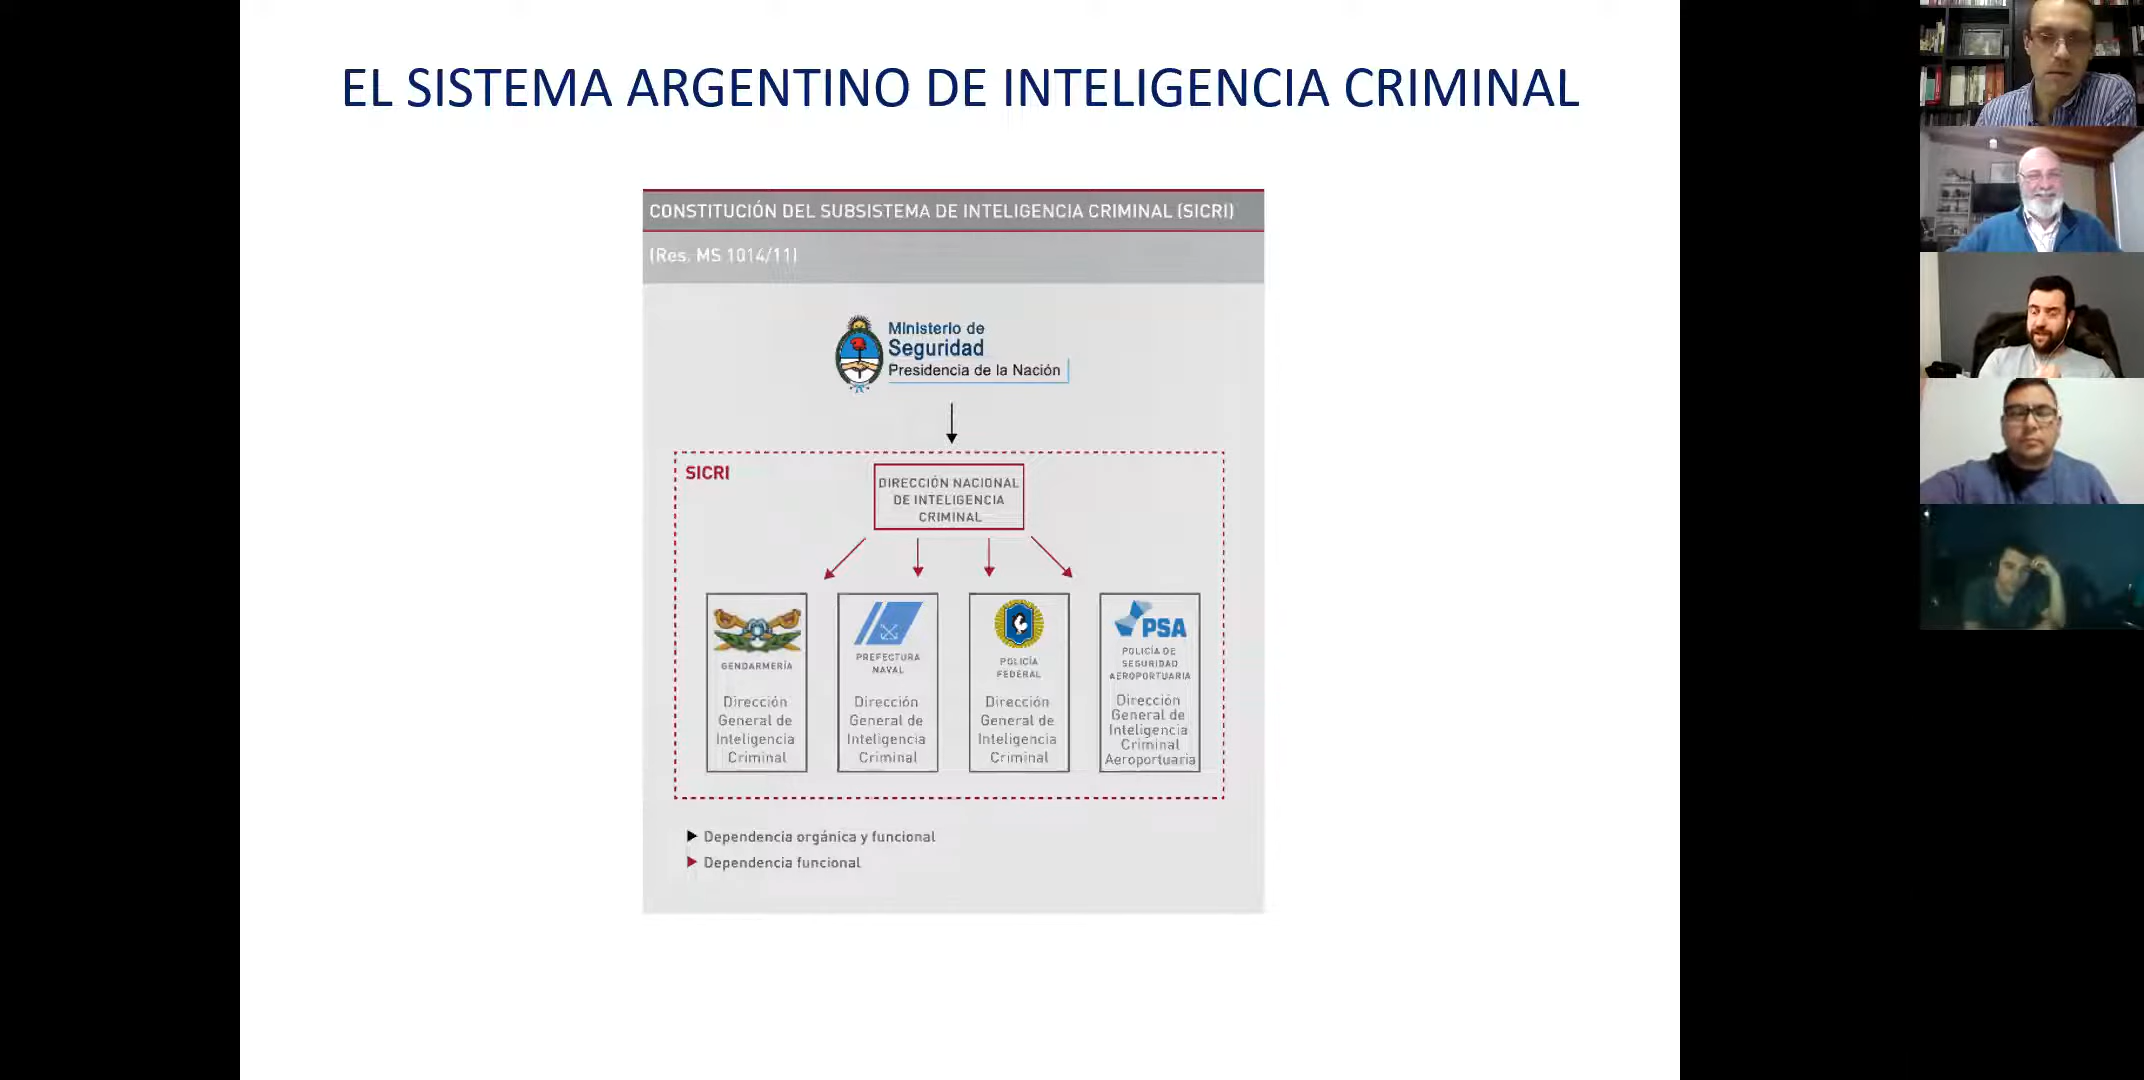 EL SISTEMA ARGENTINO DE INTELIGENCIA CRIMINAL
CONSTITUCIÓN DEL SUBSISTEMA DE INTELIGENCIA CRIMINAL (SICRI)
(Res. MS 1014/11)
Ministerio de
Seguridad
Presidencia de la Nación
SICRI
DIRECCIÓN NACIONAL
DE INTELIGENCIA
CRIMINAL
GENDARMERÍA
Dirección
General de
Inteligencia
Criminal
PREFECTURA
NAVAL
Dirección
General de
Inteligencia
Criminal
POLICÍA
FEDERAL
Dirección
General de
Inteligencia
Criminal
PSA
POLICÍA DE
SEGURIDAD
AEROPORTUARIA
Dirección
General de
Inteligencia
Criminal
Aeroportuaria
Dependencia orgánica y funcional
Dependencia funcional